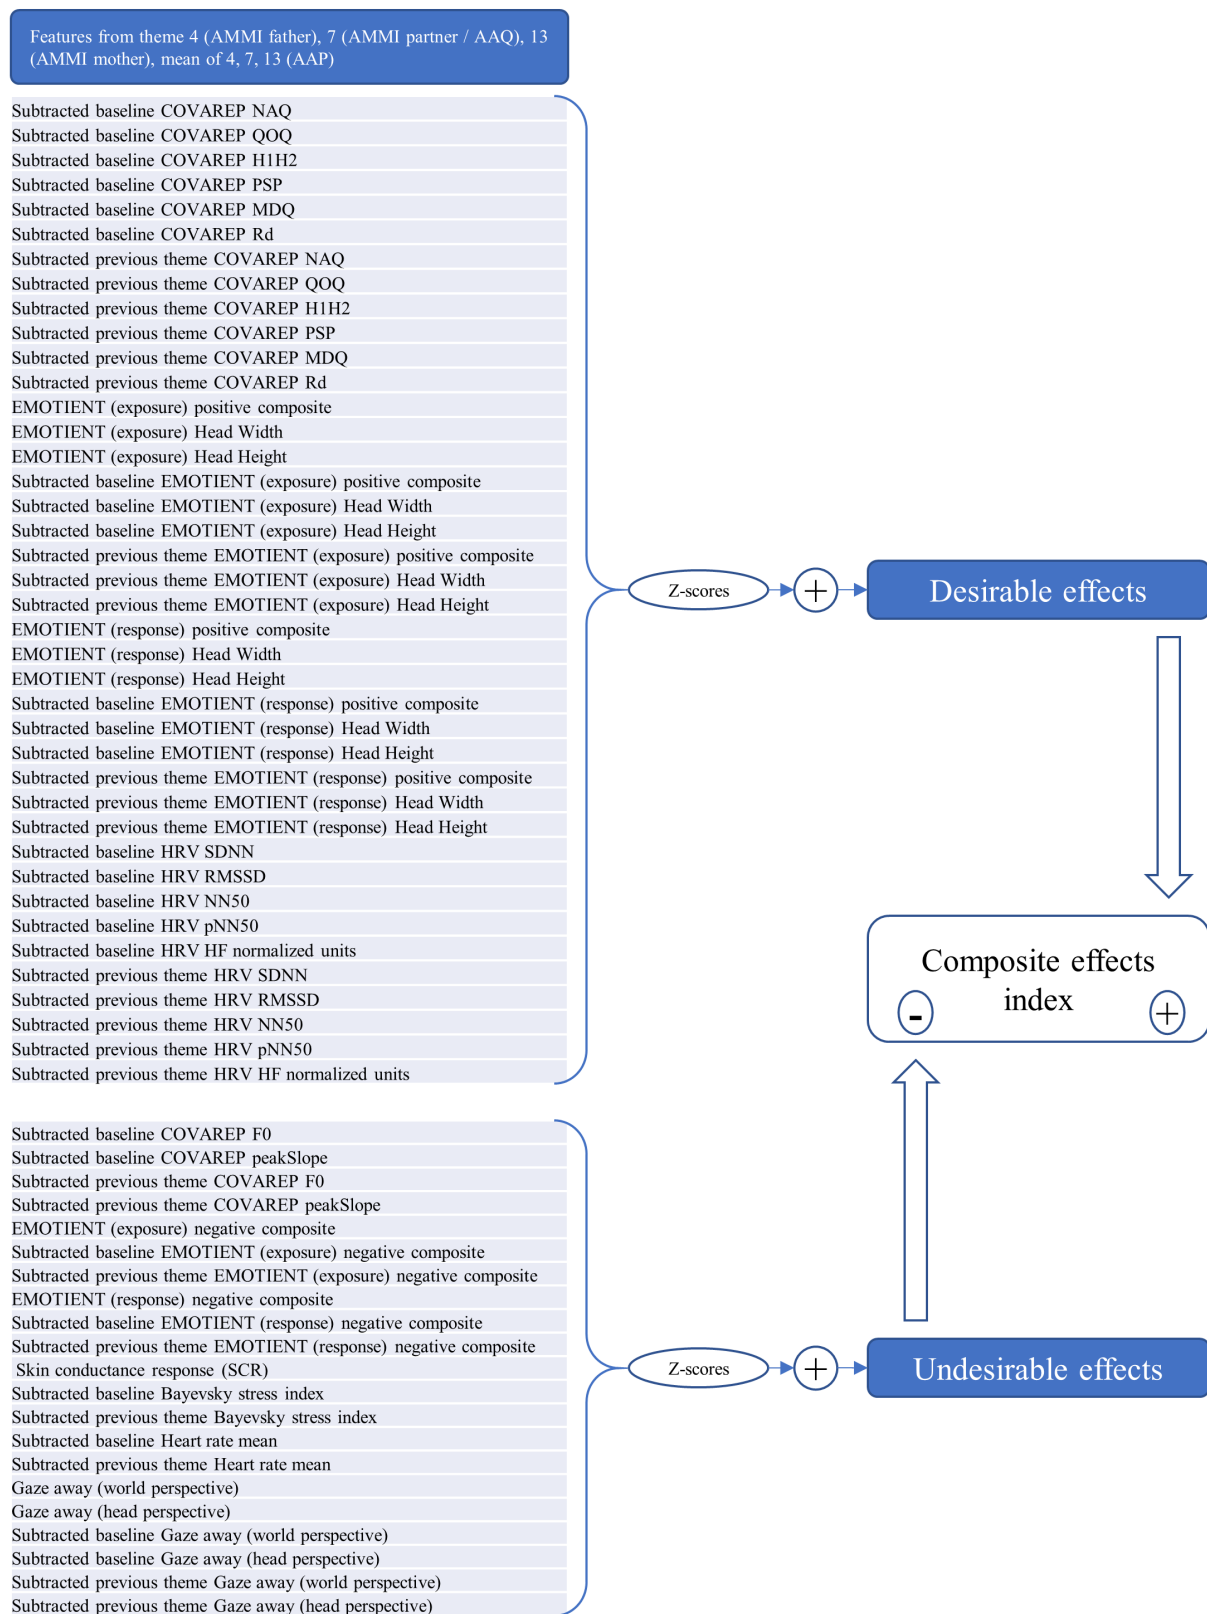 Features from theme 4 (AMMI father), 7 (AMMI partner / AAQ), 13
(AMMI mother), mean of 4, 7, 13 (AAP)
Subtracted baseline COVAREP NAQ
Subtracted baseline COVAREP QOQ
Subtracted baseline COVAREP H1H2
Subtracted baseline COVAREP PSP
Subtracted baseline COVAREP MDQ
Subtracted baseline COVAREP Rd
Subtracted previous theme COVAREP NAQ
Subtracted previous theme COVAREP QOQ
Subtracted previous theme COVAREP H1H2
Subtracted previous theme COVAREP PSP
Subtracted previous theme COVAREP MDQ
Subtracted previous theme COVAREP Rd
EMOTIENT (exposure) positive composite
EMOTIENT (exposure) Head Width
EMOTIENT (exposure) Head Height
Subtracted baseline EMOTIENT (exposure) positive composite
Subtracted baseline EMOTIENT (exposure) Head Width
Subtracted baseline EMOTIENT (exposure) Head Height
Subtracted previous theme EMOTIENT (exposure) positive composite
Subtracted previous theme EMOTIENT (exposure) Head Width
Subtracted previous theme EMOTIENT (exposure) Head Height
EMOTIENT (response) positive composite
EMOTIENT (response) Head Width
EMOTIENT (response) Head Height
Subtracted baseline EMOTIENT (response) positive composite
Subtracted baseline EMOTIENT (response) Head Width
Subtracted baseline EMOTIENT (response) Head Height
Subtracted previous theme EMOTIENT (response) positive composite
Subtracted previous theme EMOTIENT (response) Head Width
Subtracted previous theme EMOTIENT (response) Head Height
Subtracted baseline HRV SDNN
Subtracted baseline HRV RMSSD
Subtracted baseline HRV NN50
Subtracted baseline HRV pNN50
Subtracted baseline HRV HF normalized units
Subtracted previous theme HRV SDNN
Subtracted previous theme HRV RMSSD
Subtracted previous theme HRV NN50
Subtracted previous theme HRV pNN50
Subtracted previous theme HRV HF normalized units
Z-scores
+
Desirable effects
Composite effects
index
-
+
Subtracted baseline COVAREP F0
Subtracted baseline COVAREP peakSlope
Subtracted previous theme COVAREP F0
Subtracted previous theme COVAREP peakSlope
EMOTIENT (exposure) negative composite
Subtracted baseline EMOTIENT (exposure) negative composite
Subtracted previous theme EMOTIENT (exposure) negative composite
EMOTIENT (response) negative composite
Subtracted baseline EMOTIENT (response) negative composite
Subtracted previous theme EMOTIENT (response) negative composite
Skin conductance response (SCR)
Subtracted baseline Bayevsky stress index
Subtracted previous theme Bayevsky stress index
Subtracted baseline Heart rate mean
Subtracted previous theme Heart rate mean
Gaze away (world perspective)
Gaze away (head perspective)
Subtracted baseline Gaze away (world perspective)
Subtracted baseline Gaze away (head perspective)
Subtracted previous theme Gaze away (world perspective)
Subtracted previous theme Gaze away (head perspective)
Z-scores
+
Undesirable effects